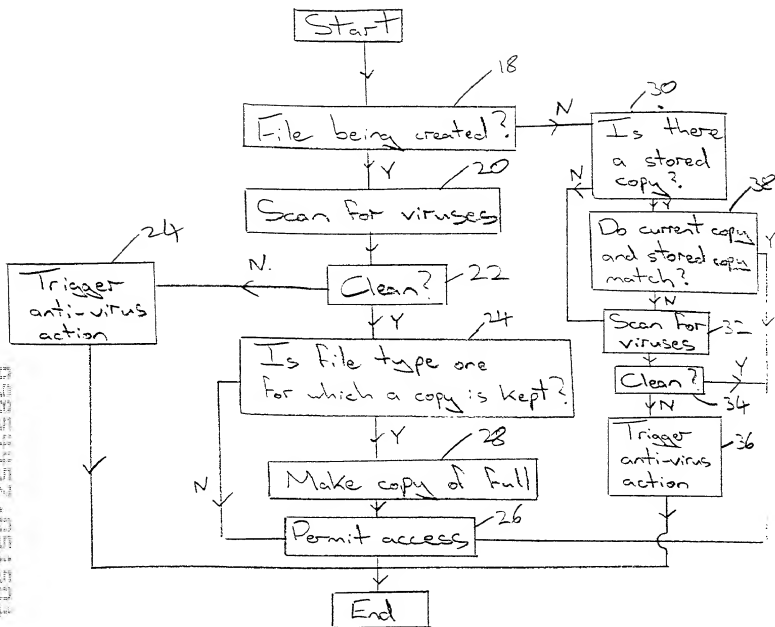 Start
18
File being created?
N
30
Is there
a stored
copy?
N
Y
Y
20
Scan for viruses
38
Do current copy
and stored copy
match?
Y
N
24
Trigger
anti-virus
action
N.
Clean?
22
Scan for
viruses
32
Y
24
Is file type one
for which a copy is kept?
Clean?
Y
34
N
Y
28
Make copy of full
N
Trigger
anti-virus
action
36
26
Permit access
End